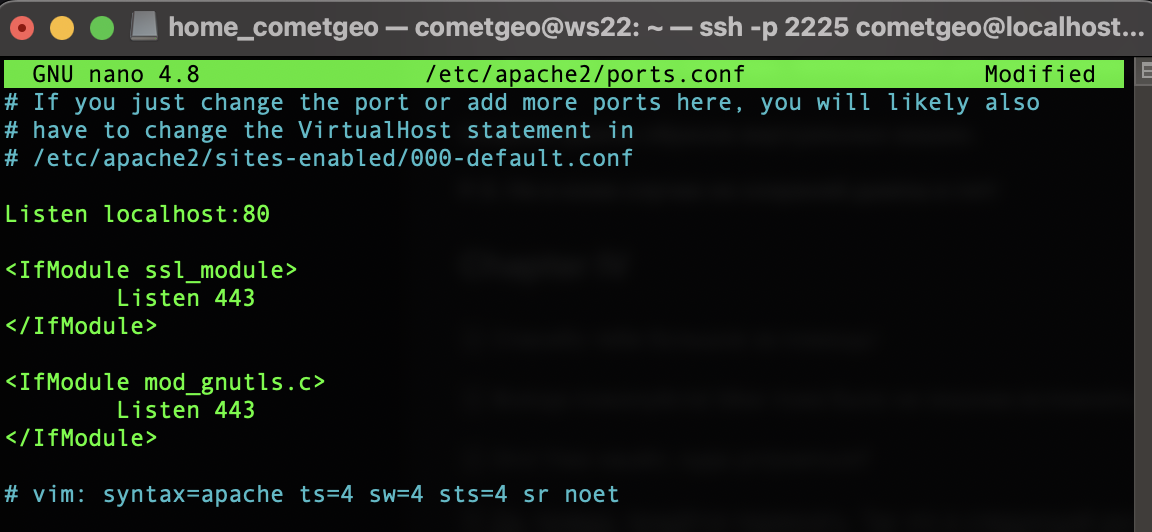 home_cometgeo — cometgeo@ws22: ~ — ssh -p 2225 cometgeo@localhost...
GNU nano 4.8 /etc/apache2/ports.conf Modified
# If you just change the port or add more ports here, you will likely also
# have to change the VirtualHost statement in
# /etc/apache2/sites-enabled/000-default.conf
Listen localhost:80
<IfModule ssl_module>
Listen 443
</IfModule>
<IfModule mod_gnutls.c>
Listen 443
</IfModule>
# vim: syntax=apache ts=4 sw=4 sts=4 sr noet